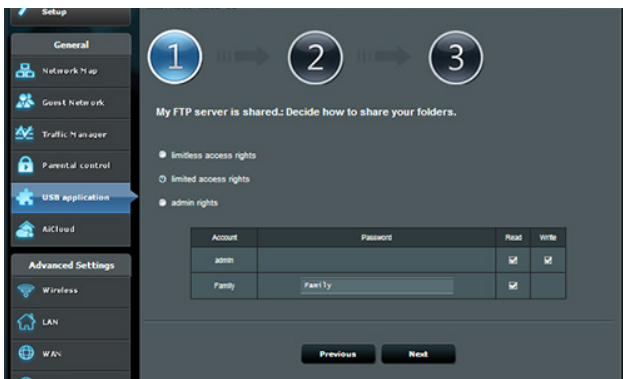 Setup
General
Network Map
Guest Network
Traffic Manager
Parental control
USB application
AiCloud
Advanced Settings
Wireless
LAN
WAN
1
2
3
My FTP server is shared.: Decide how to share your folders.
limitless access rights
limited access rights
admin rights
Account Password Read Write
admin
Family Family
Previous Next